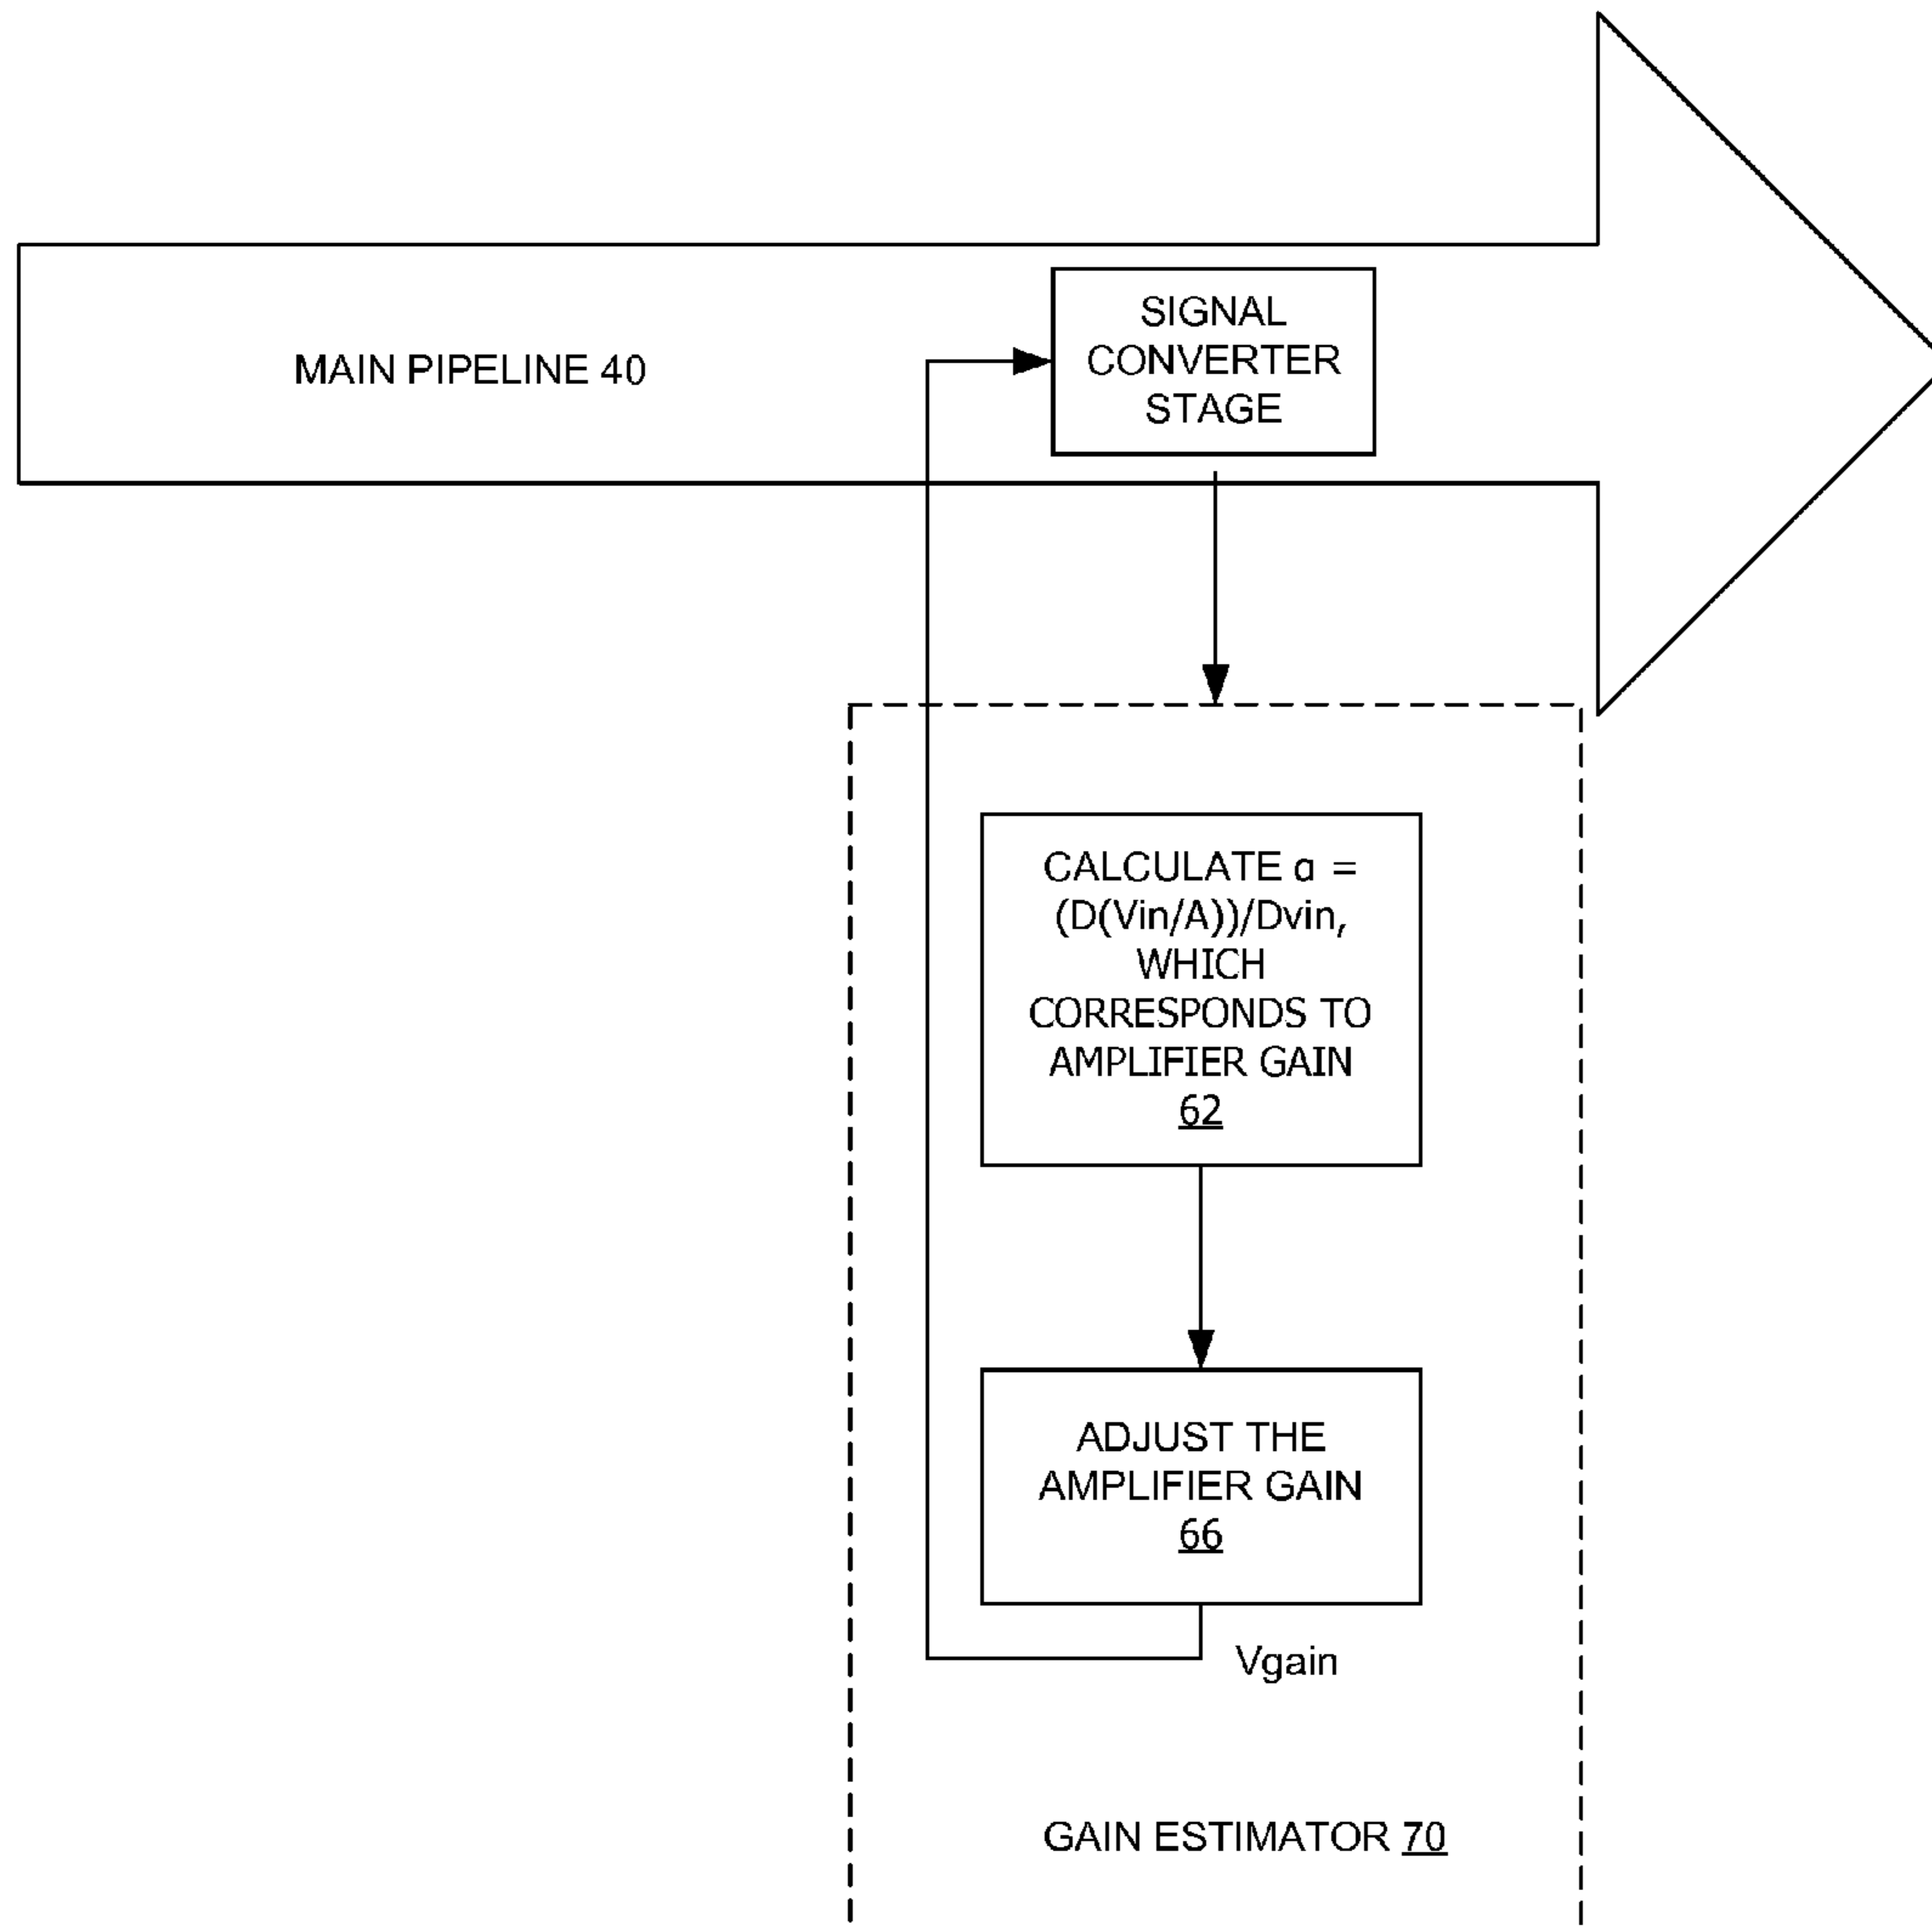 SIGNAL
CONVERTER
STAGE
MAIN PIPELINE 40
CALCULATE α =
(D(Vin/A))/Dvin,
WHICH
CORRESPONDS TO
AMPLIFIER GAIN
62
ADJUST THE
AMPLIFIER GAIN
66
Vgain
GAIN ESTIMATOR 70